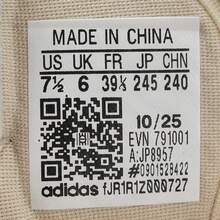 MADE IN CHINA
US UK FR JP CHN
7½ 6 39⅓ 245 240
10/25
EVN 791001
A:JP8957
#0901528422
adidas fJR1R1Z000727